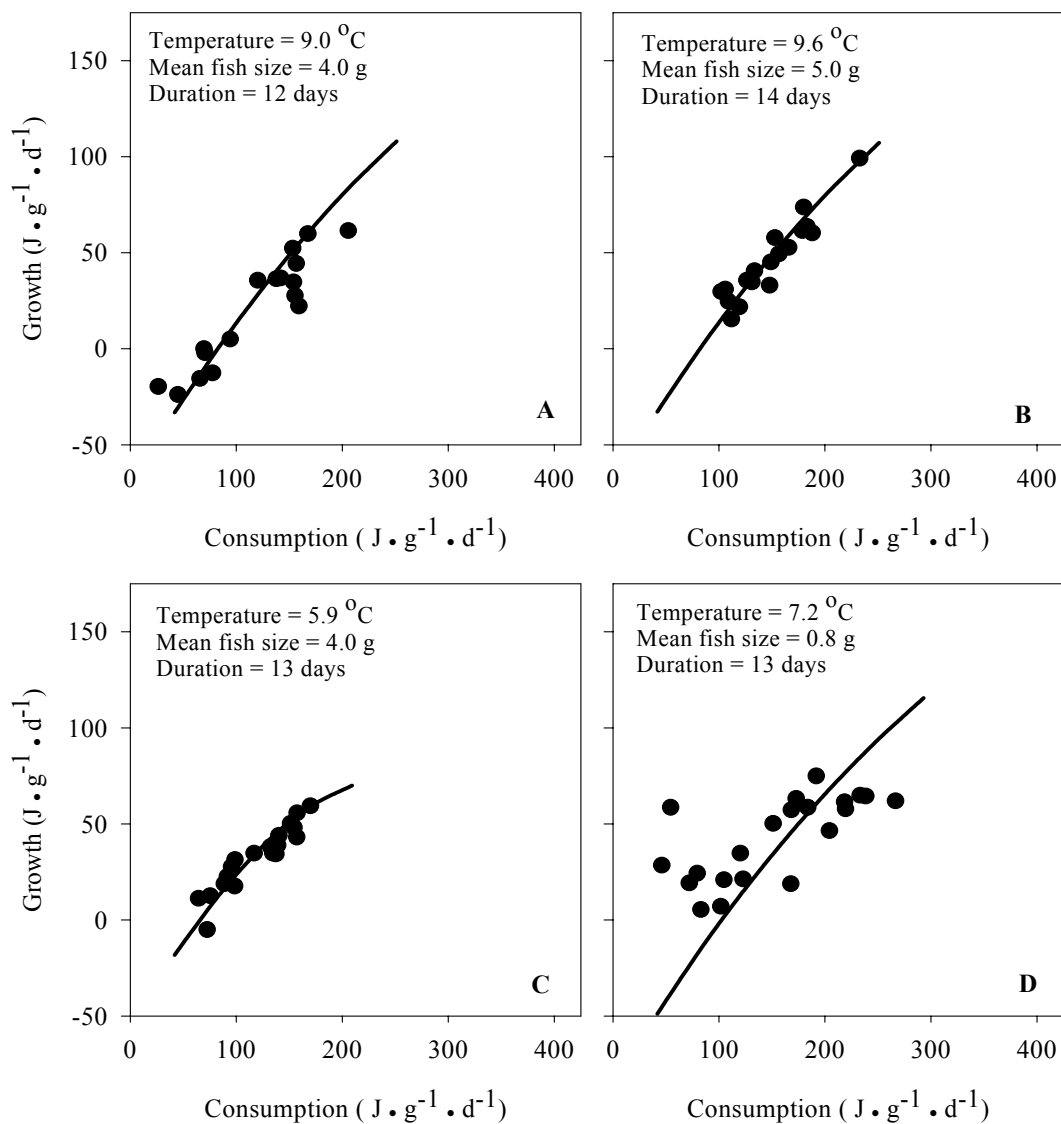 Temperature = 9.0 °C
Mean fish size = 4.0 g
Duration = 12 days
150
100
50
0
-50
Growth (J • g⁻¹ • d⁻¹)
A
0 100 200 300 400
Consumption ( J • g⁻¹ • d⁻¹)
Temperature = 9.6 °C
Mean fish size = 5.0 g
Duration = 14 days
B
0 100 200 300 400
Consumption ( J • g⁻¹ • d⁻¹)
Temperature = 5.9 °C
Mean fish size = 4.0 g
Duration = 13 days
150
100
50
0
-50
Growth (J • g⁻¹ • d⁻¹)
C
0 100 200 300 400
Consumption ( J • g⁻¹ • d⁻¹)
Temperature = 7.2 °C
Mean fish size = 0.8 g
Duration = 13 days
D
0 100 200 300 400
Consumption ( J • g⁻¹ • d⁻¹)